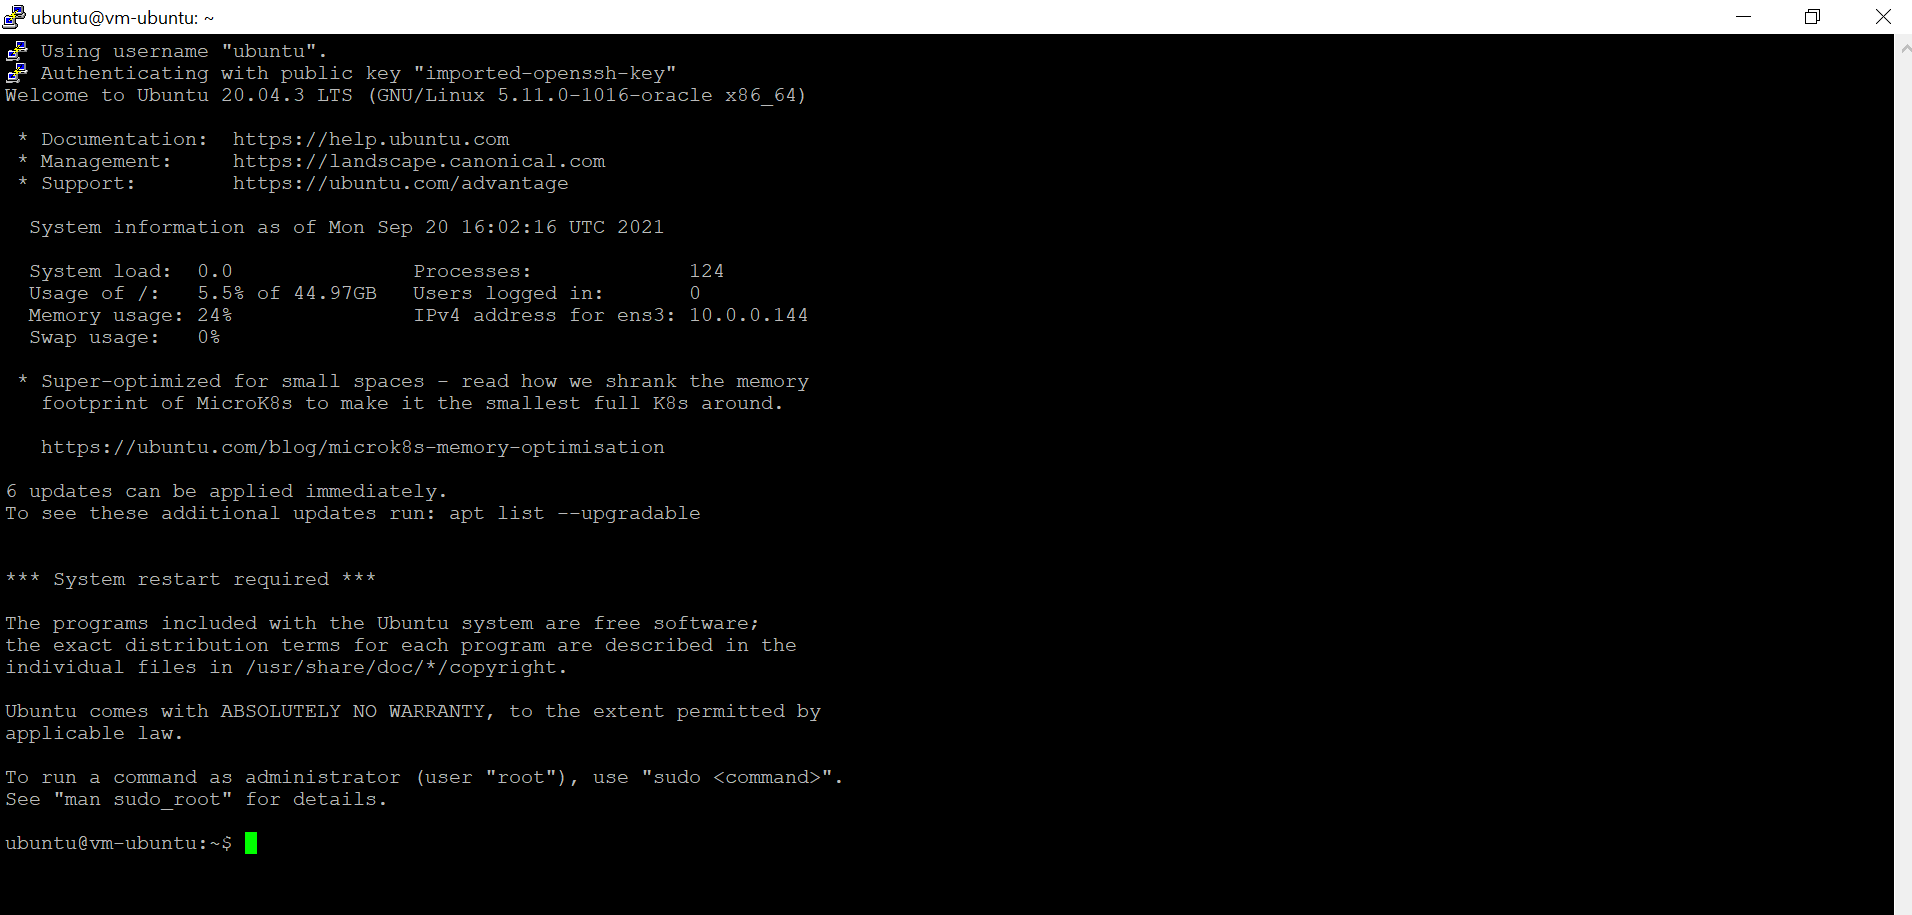 ubuntu@vm-ubuntu: ~
Using username "ubuntu".
Authenticating with public key "imported-openssh-key"
Welcome to Ubuntu 20.04.3 LTS (GNU/Linux 5.11.0-1016-oracle x86_64)
* Documentation:  https://help.ubuntu.com
* Management:     https://landscape.canonical.com
* Support:        https://ubuntu.com/advantage
System information as of Mon Sep 20 16:02:16 UTC 2021
System load:  0.0               Processes:             124
Usage of /:   5.5% of 44.97GB   Users logged in:       0
Memory usage: 24%               IPv4 address for ens3: 10.0.0.144
Swap usage:   0%
* Super-optimized for small spaces - read how we shrank the memory
footprint of MicroK8s to make it the smallest full K8s around.
https://ubuntu.com/blog/microk8s-memory-optimisation
6 updates can be applied immediately.
To see these additional updates run: apt list --upgradable
*** System restart required ***
The programs included with the Ubuntu system are free software;
the exact distribution terms for each program are described in the
individual files in /usr/share/doc/*/copyright.
Ubuntu comes with ABSOLUTELY NO WARRANTY, to the extent permitted by
applicable law.
To run a command as administrator (user "root"), use "sudo <command>".
See "man sudo_root" for details.
ubuntu@vm-ubuntu:~$